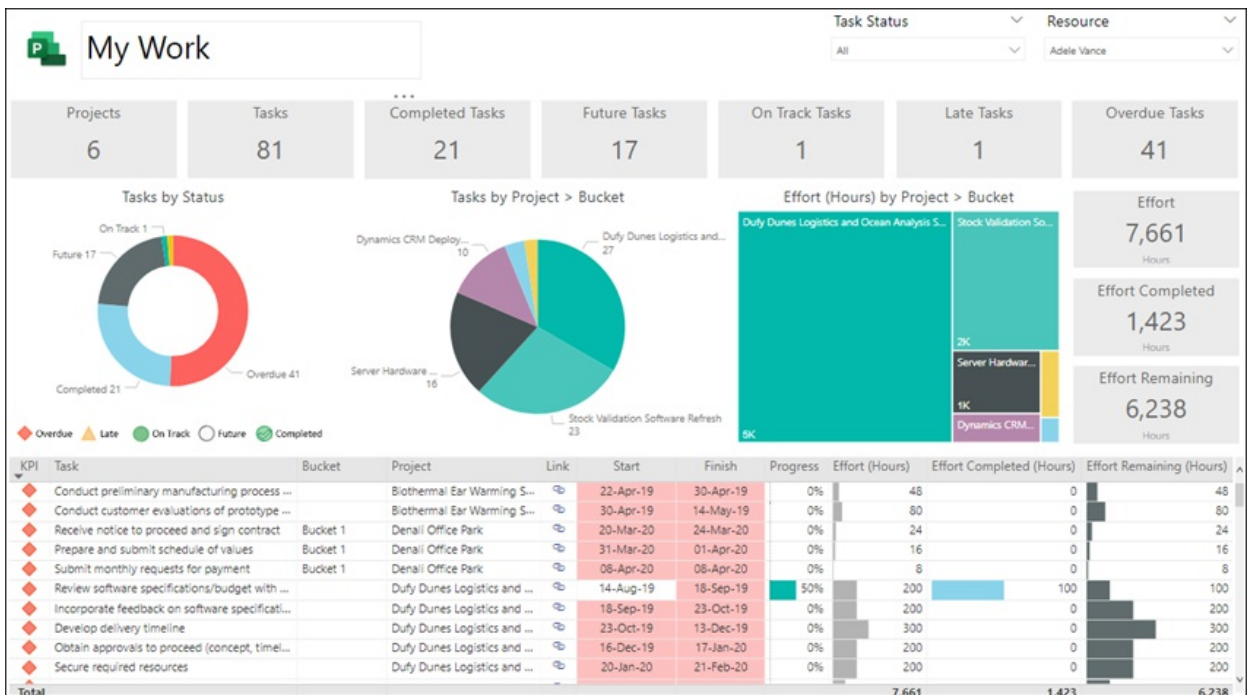 Task Status
Resource
P
My Work
All
Adele Vance
Projects
Tasks
Completed Tasks
Future Tasks
On Track Tasks
Late Tasks
Overdue Tasks
6
81
21
17
1
1
41
Tasks by Status
On Track 1
Future 17
Completed 21
Overdue 41
Overdue Late On Track Future Completed
Tasks by Project > Bucket
Dynamics CRM Deploy...
10
Dufy Dunes Logistics and...
27
Server Hardware ...
16
Stock Validation Software Refresh
23
Effort (Hours) by Project > Bucket
Dufy Dunes Logistics and Ocean Analysis S...
5K
Stock Validation So...
2K
Server Hardwar...
1K
Dynamics CRM...
Effort
7,661
Hours
Effort Completed
1,423
Hours
Effort Remaining
6,238
Hours
KPI Task Bucket Project Link Start Finish Progress Effort (Hours) Effort Completed (Hours) Effort Remaining (Hours)
Conduct preliminary manufacturing process ... Biothermal Ear Warming S... 22-Apr-19 30-Apr-19 0% 48 0 48
Conduct customer evaluations of prototype ... Biothermal Ear Warming S... 30-Apr-19 14-May-19 0% 80 0 80
Receive notice to proceed and sign contract Bucket 1 Denali Office Park 20-Mar-20 24-Mar-20 0% 24 0 24
Prepare and submit schedule of values Bucket 1 Denali Office Park 31-Mar-20 01-Apr-20 0% 16 0 16
Submit monthly requests for payment Bucket 1 Denali Office Park 08-Apr-20 08-Apr-20 0% 8 0 8
Review software specifications/budget with ... Dufy Dunes Logistics and ... 14-Aug-19 18-Sep-19 50% 200 100 100
Incorporate feedback on software specificati... Dufy Dunes Logistics and ... 18-Sep-19 23-Oct-19 0% 200 0 200
Develop delivery timeline Dufy Dunes Logistics and ... 23-Oct-19 13-Dec-19 0% 300 0 300
Obtain approvals to proceed (concept, timel... Dufy Dunes Logistics and ... 16-Dec-19 17-Jan-20 0% 200 0 200
Secure required resources Dufy Dunes Logistics and ... 20-Jan-20 21-Feb-20 0% 200 0 200
Total 7,661 1,423 6,238